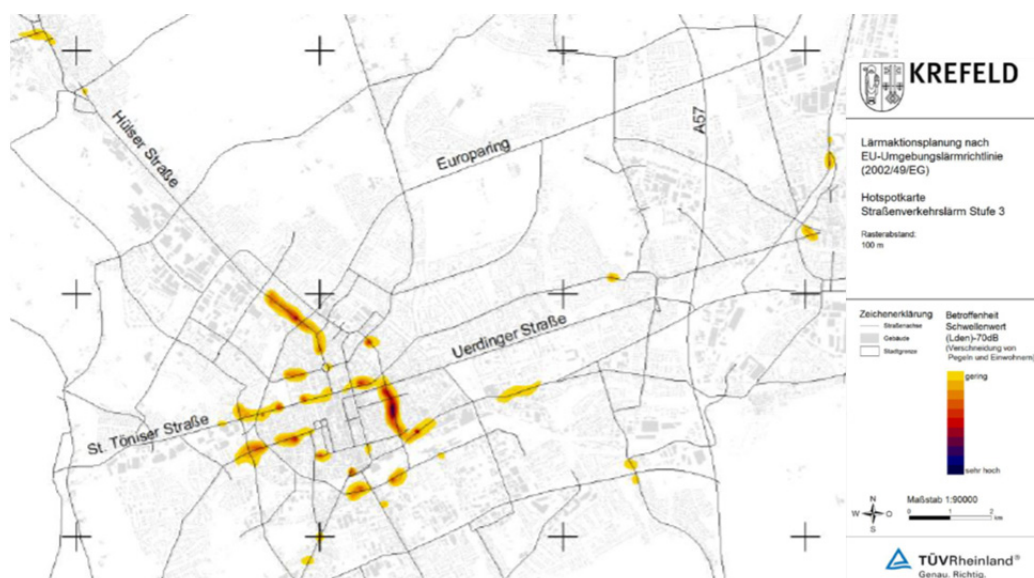 Hülser Straße
Europaring
A57
Uerdinger Straße
St. Töniser Straße
KREFELD
Lärmaktionsplanung nach
EU-Umgebungslärmrichtlinie
(2002/49/EG)
Hotspotkarte
Straßenverkehrslärm Stufe 3
Rasterabstand:
100 m
Zeichenerklärung
Straßenachse
Gebäude
Stadtgrenze
Betroffenheit
Schwellenwert
(Lden)-70dB
(Verschneidung von
Pegeln und Einwohnern)
gering
sehr hoch
N
W
O
S
Maßstab 1:90000
0 1 2
km
TÜVRheinland®
Genau. Richtig.